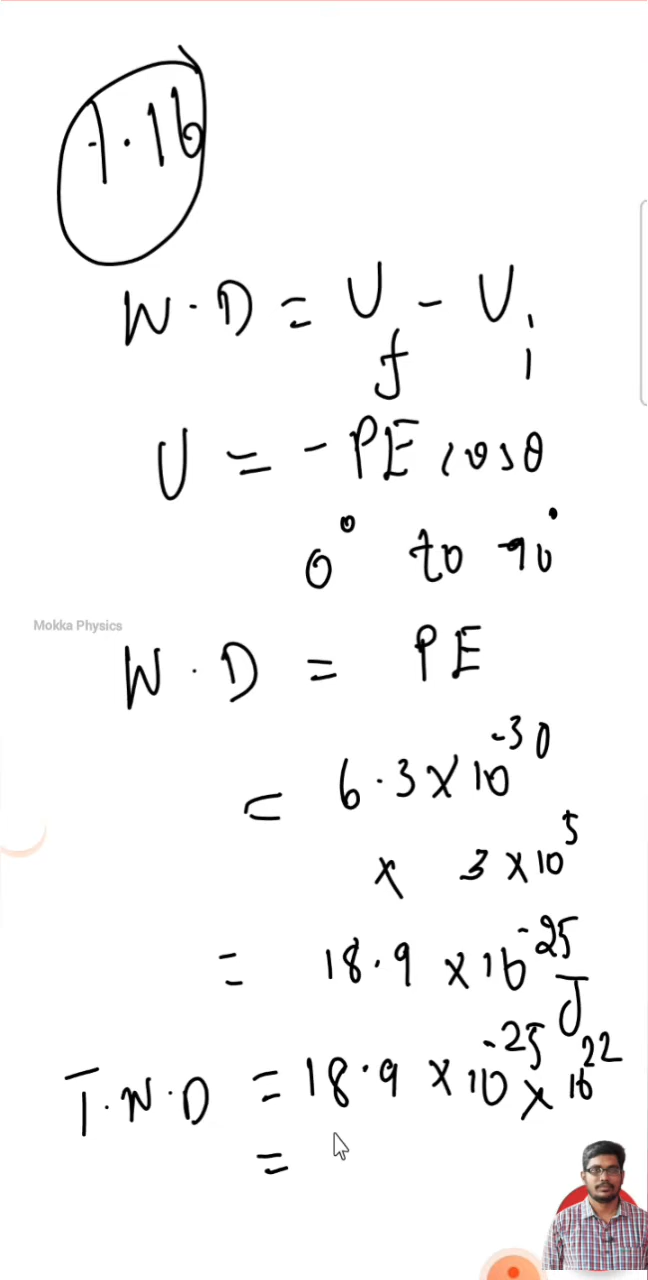 1.16
W.D = U_f - U_i
U = - PE cosθ
0° to 90°
Mokka Physics
W.D = PE
= 6.3 × 10^-30
× 3 × 10^5
= 18.9 × 10^-25 J
T.W.D = 18.9 × 10^-25 × 10^22
=